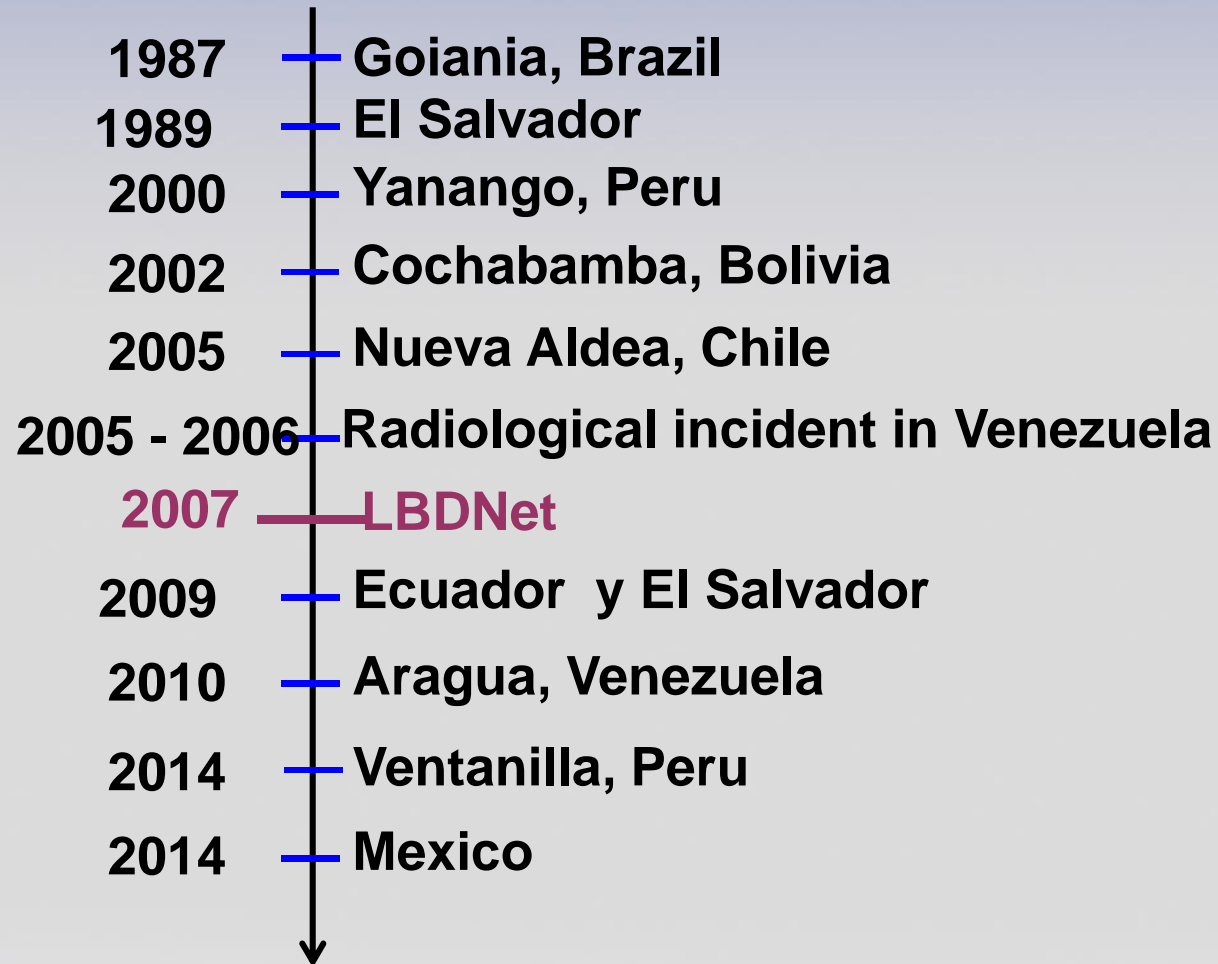 1987 Goiania, Brazil
1989 El Salvador
2000 Yanango, Peru
2002 Cochabamba, Bolivia
2005 Nueva Aldea, Chile
2005 - 2006 Radiological incident in Venezuela
2007 LBDNet
2009 Ecuador y El Salvador
2010 Aragua, Venezuela
2014 Ventanilla, Peru
2014 Mexico